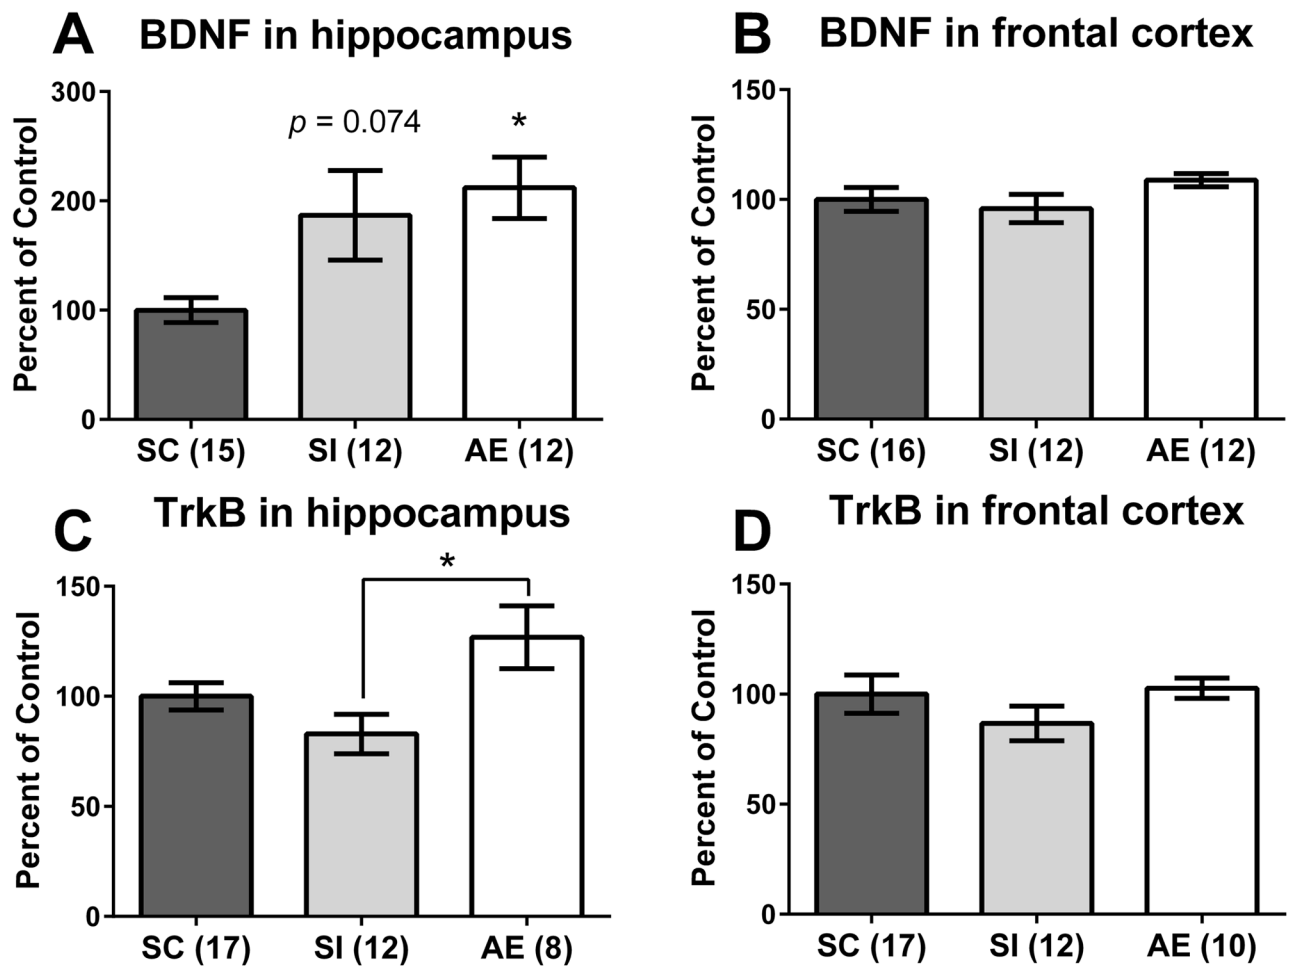 A BDNF in hippocampus
Percent of Control
300
200
100
0
p = 0.074
*
SC (15) SI (12) AE (12)
B BDNF in frontal cortex
Percent of Control
150
100
50
0
SC (16) SI (12) AE (12)
C TrkB in hippocampus
Percent of Control
150
100
50
0
*
SC (17) SI (12) AE (8)
D TrkB in frontal cortex
Percent of Control
150
100
50
0
SC (17) SI (12) AE (10)